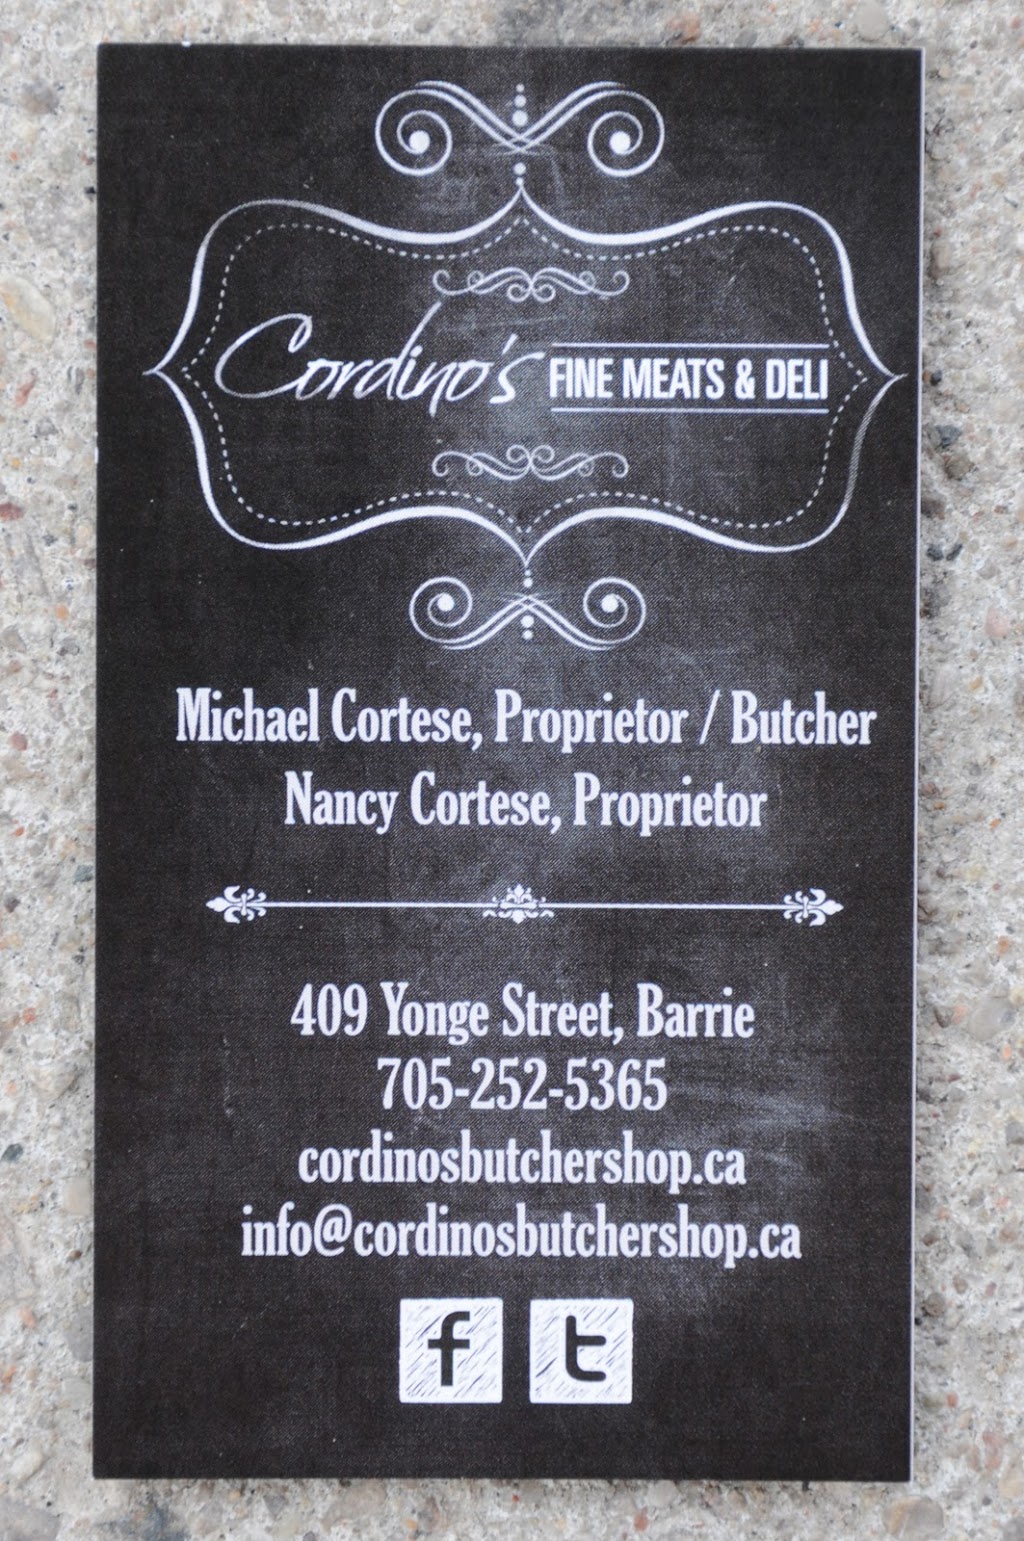 Cordino's FINE MEATS & DELI
Michael Cortese, Proprietor / Butcher
Nancy Cortese, Proprietor
409 Yonge Street, Barrie
705-252-5365
cordinosbutchershop.ca
info@cordinosbutchershop.ca
f t